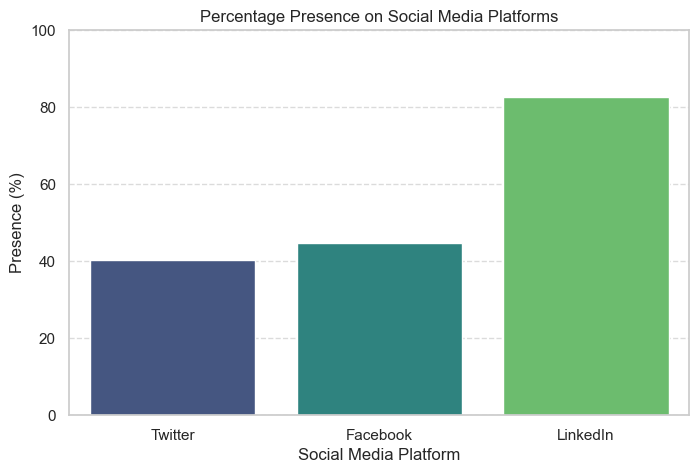 Percentage Presence on Social Media Platforms
100
80
60
40
20
0
Presence (%)
Twitter
Facebook
LinkedIn
Social Media Platform